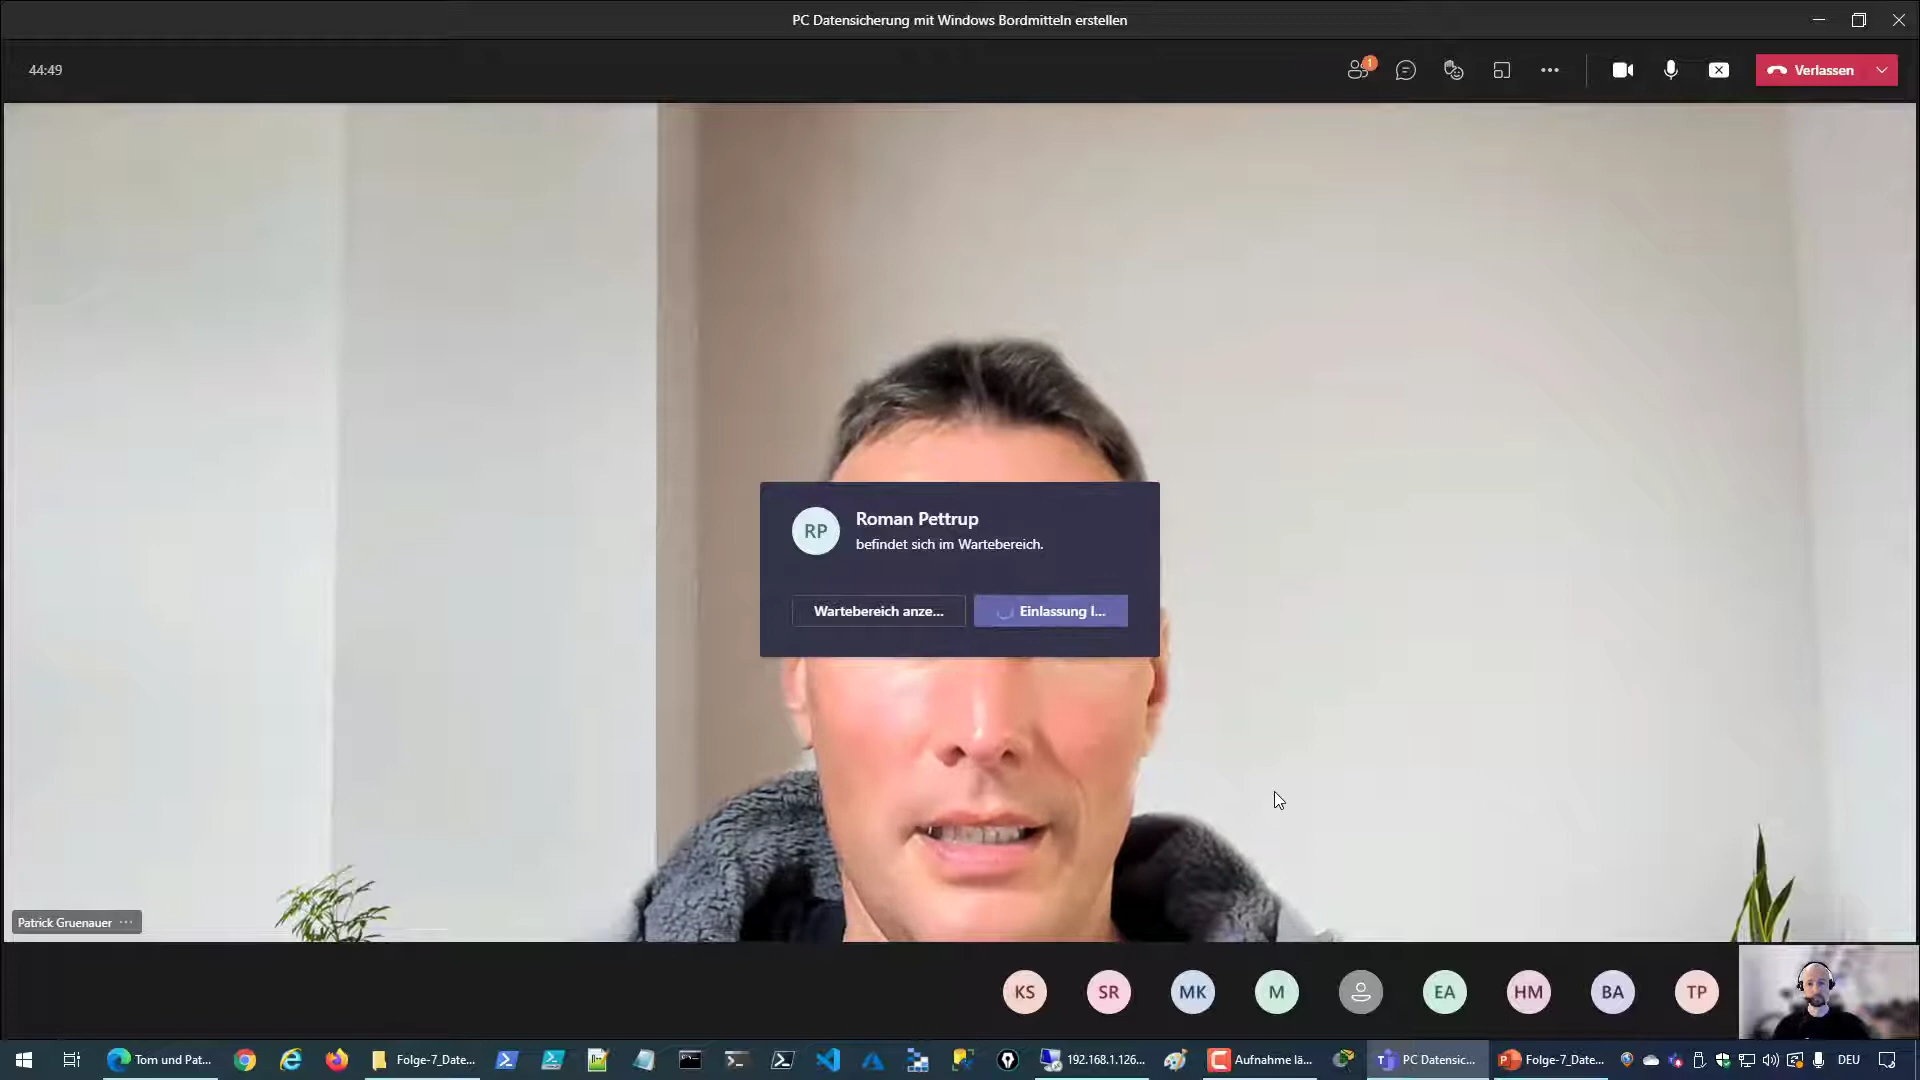 PC Datensicherung mit Windows Bordmitteln erstellen
44:49
1
Verlassen
RP
Roman Pettrup
befindet sich im Wartebereich.
Wartebereich anze...
Einlassung l...
Patrick Gruenauer ...
KS
SR
MK
M
EA
HM
BA
TP
Tom und Pat...
Folge-7_Date...
192.168.1.126...
Aufnahme lä...
PC Datensic...
Folge-7_Date...
DEU